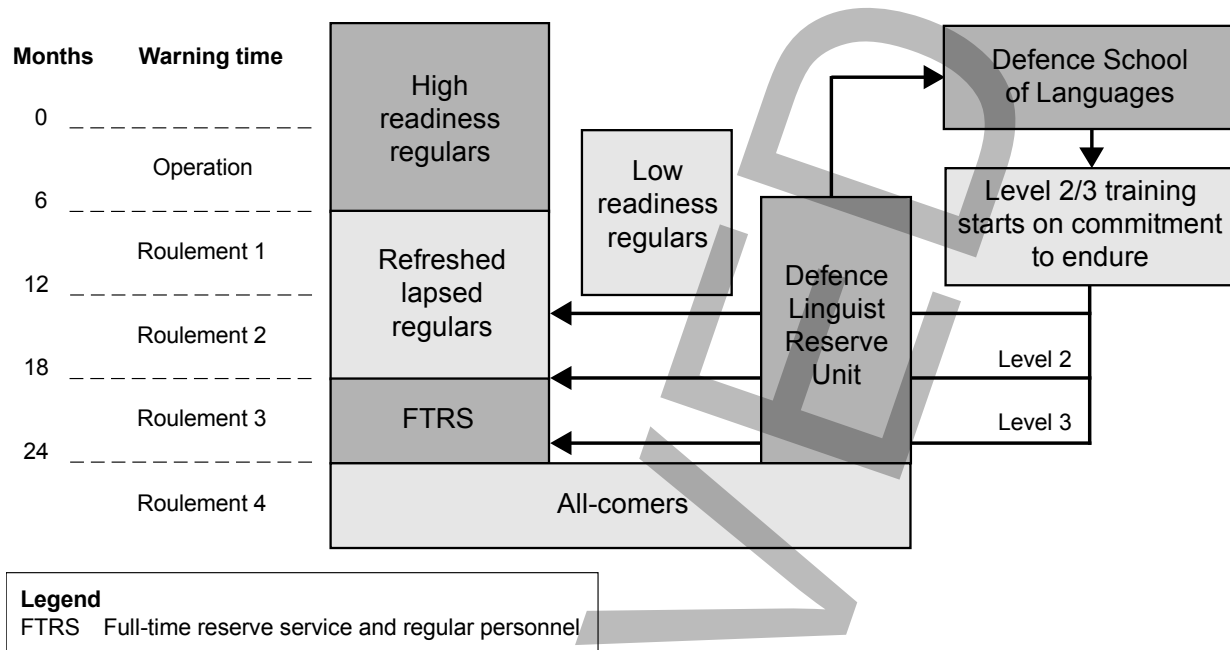 Months Warning time
0
Operation
6
Roulement 1
12
Roulement 2
18
Roulement 3
24
Roulement 4
High
readiness
regulars
Refreshed
lapsed
regulars
FTRS
All-comers
Low
readiness
regulars
Defence
Linguist
Reserve
Unit
Defence School
of Languages
Level 2/3 training
starts on commitment
to endure
Level 2
Level 3
Legend
FTRS Full-time reserve service and regular personnel
VED